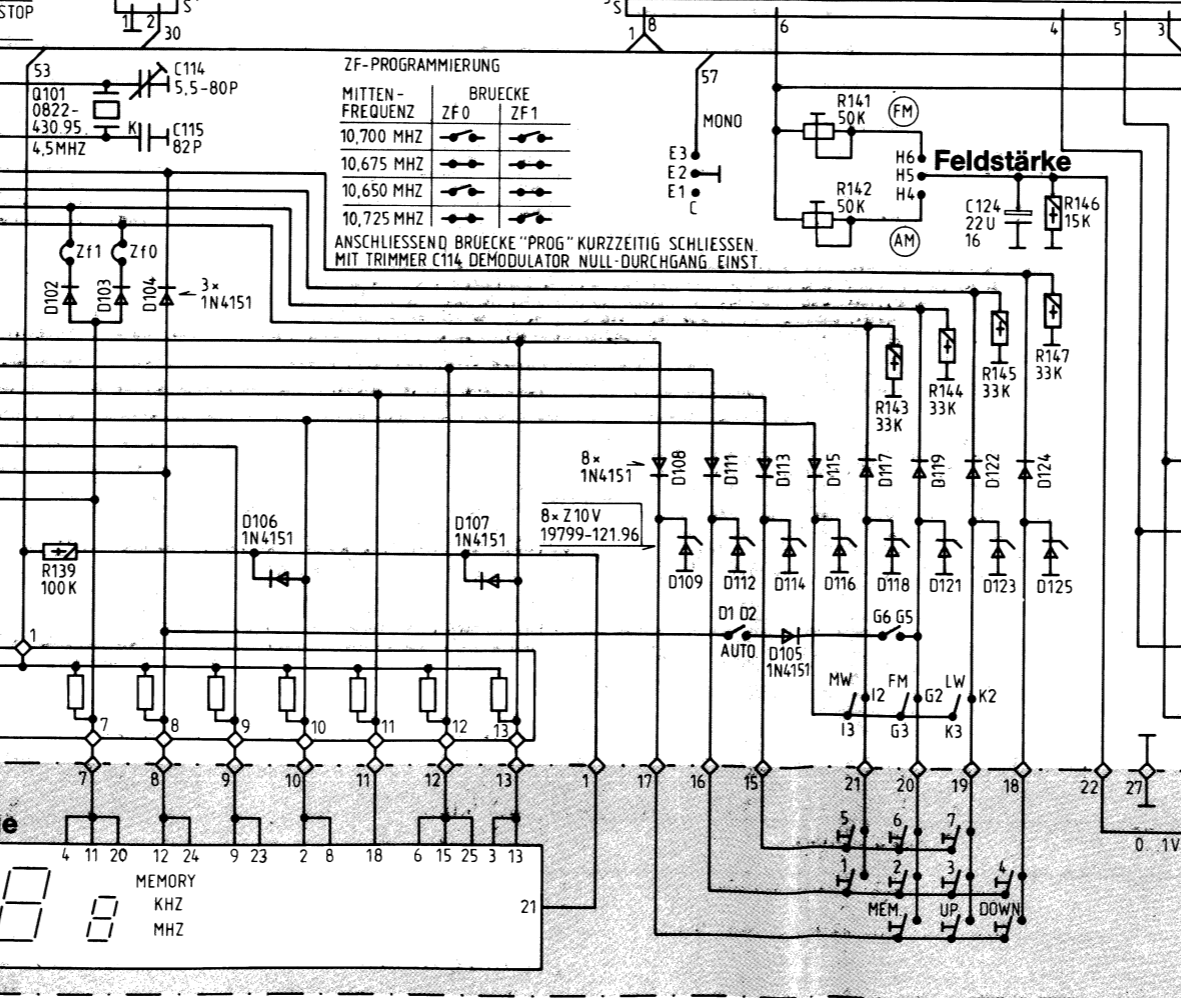 STOP
1 2
S
30
S
1 8
6
4
5
3
53
C114
5,5-80P
Q101
0822-
430.95
4,5MHZ
K
C115
82P
ZF-PROGRAMMIERUNG
MITTEN-
FREQUENZ
BRUECKE
ZF0 ZF1
10,700 MHZ
10,675 MHZ
10,650 MHZ
10,725 MHZ
ANSCHLIESSEND BRUECKE "PROG" KURZZEITIG SCHLIESSEN.
MIT TRIMMER C114 DEMODULATOR NULL-DURCHGANG EINST.
57
MONO
E3
E2
E1
C
R141
50K
FM
H6
H5
H4
Feldstärke
R142
50K
AM
C124
22U
16
R146
15K
Zf1
Zf0
D102
D103
D104
3×
1N4151
R147
33K
R145
33K
R144
33K
R143
33K
8×
1N4151
D108
D111
D113
D115
D117
D119
D122
D124
8× Z10V
19799-121.96
D106
1N4151
D107
1N4151
R139
100K
D109
D112
D114
D116
D118
D121
D123
D125
1
D1 D2
AUTO
D105
1N4151
G6 G5
MW
I2
I3
FM
G2
G3
LW
K2
K3
7 8 9 10 11 12 13
7 8 9 10 11 12 13 1 17 16 15 21 20 19 18 22 27
ie
4 11 20 12 24 9 23 2 8 18 6 15 25 3 13
5 6 7
1 2 3 4
0 1V
MEMORY
KHZ
MHZ
21
MEM. UP DOWN